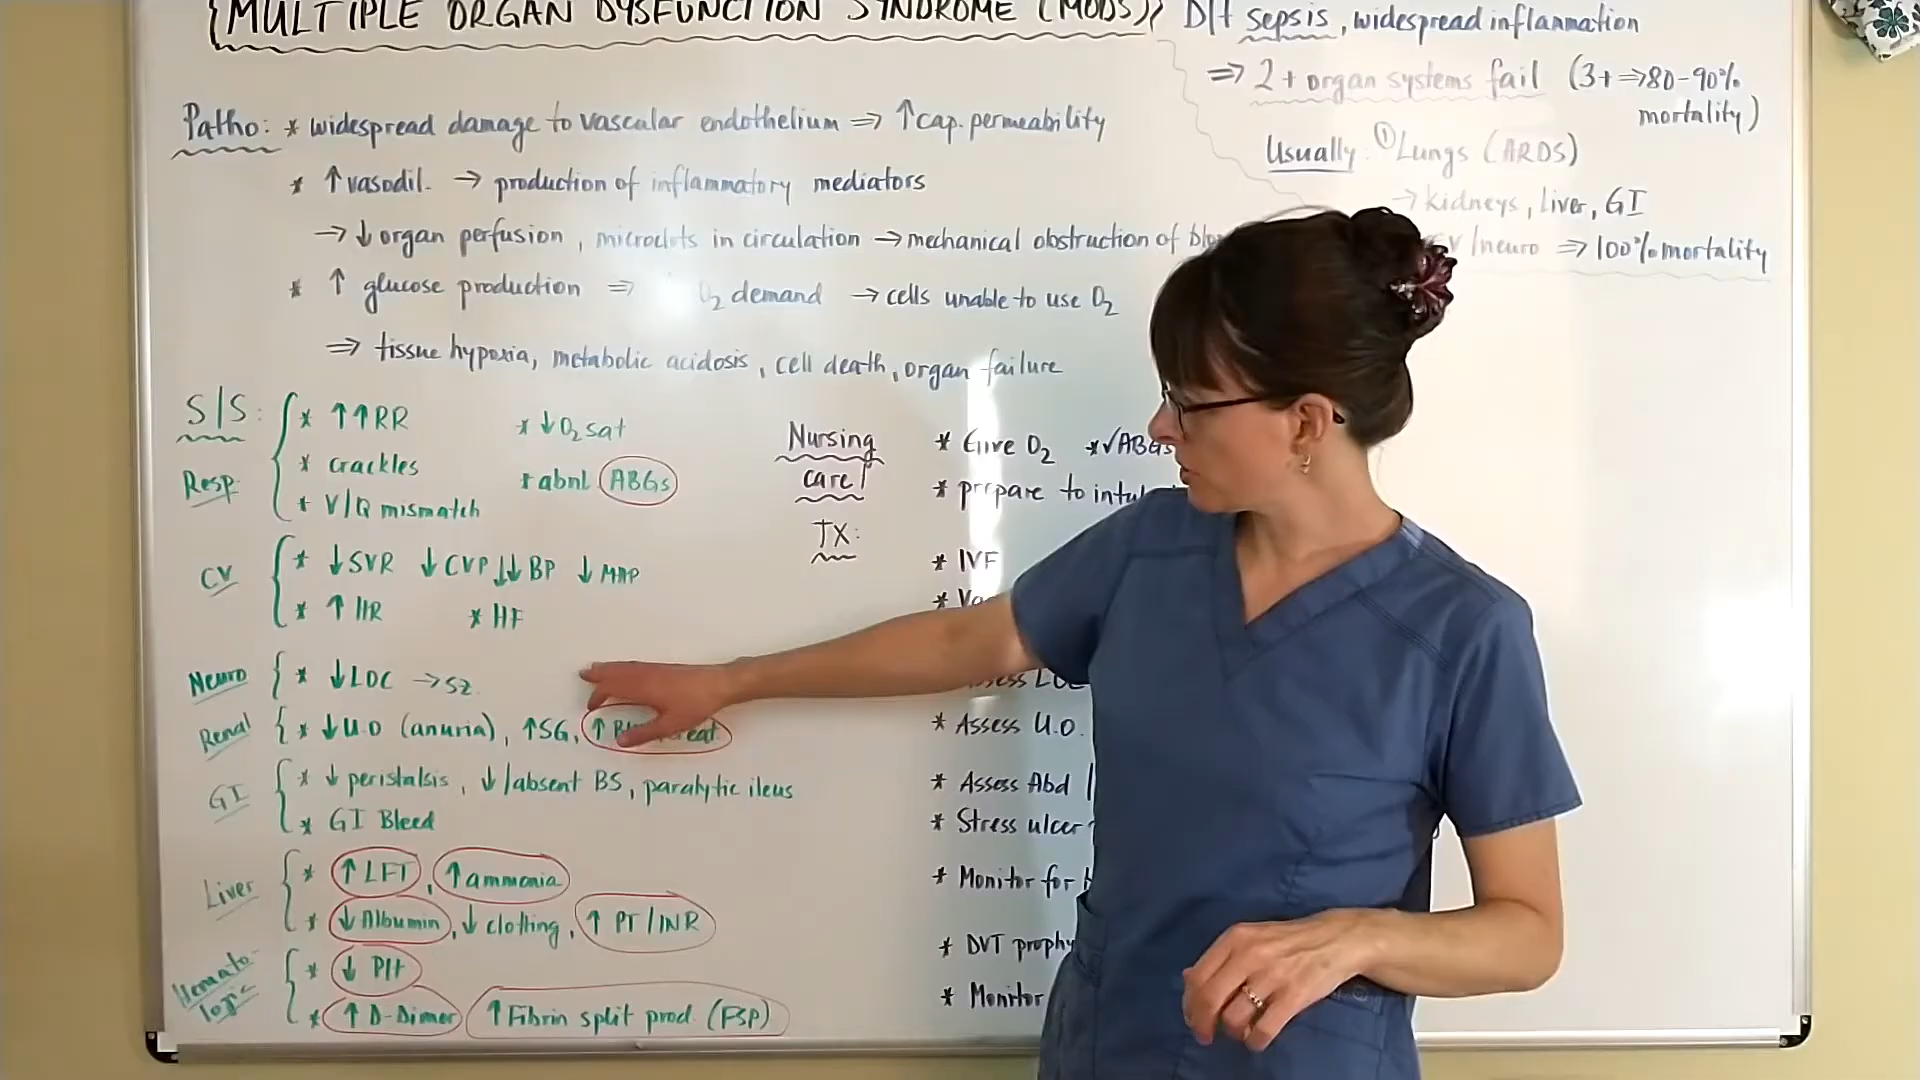 {MULTIPLE ORGAN DYSFUNCTION SYNDROME (MODS)} D/t sepsis, widespread inflammation
⇒ 2+ organ systems fail (3+ ⇒ 80-90% mortality)
Usually: ① Lungs (ARDS)
→ kidneys, liver, GI
/neuro ⇒ 100% mortality
Patho: * widespread damage to vascular endothelium ⇒ ↑ cap. permeability
* ↑ vasodil. → production of inflammatory mediators
→ ↓ organ perfusion, microclots in circulation → mechanical obstruction of
* ↑ glucose production ⇒ O₂ demand → cells unable to use O₂
⇒ tissue hypoxia, metabolic acidosis, cell death, organ failure
S/S:
Resp
* ↑↑RR * ↓O₂ sat
* crackles * abnl ABGs
* V/Q mismatch
CV
* ↓SVR ↓CVP ↓↓BP ↓MAP
* ↑HR * HF
Neuro { * ↓LOC → sz.
Renal { * ↓U.O (anuria), ↑SG, ↑
GI
* ↓ peristalsis, ↓/absent BS, paralytic ileus
* GI Bleed
Liver
* ↑LFT, ↑ammonia
* ↓Albumin, ↓ clotting, ↑ PT/INR
Hemato-
logic
* ↓ Plt
* ↑ D-Dimer ↑Fibrin split prod. (FSP)
Nursing
care/
TX:
* Give O₂ *✓ABGs
* prepare to
* IVF
Assess LOC
* Assess U.O.
* Assess Abd
* Stress ulcer
* Monitor for
* DVT
* Monitor